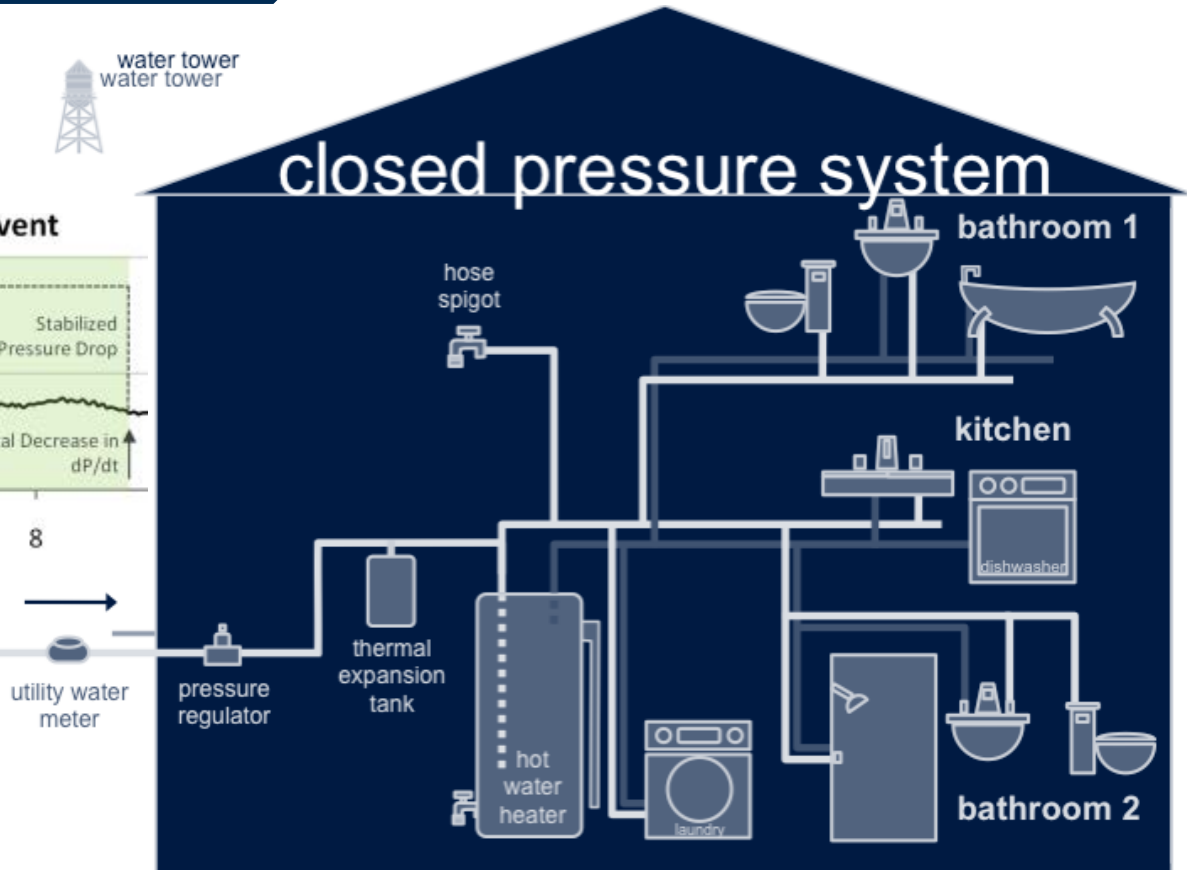 water tower
water tower
closed pressure system
vent
Stabilized
Pressure Drop
al Decrease in
dP/dt
8
utility water
meter
pressure
regulator
thermal
expansion
tank
hose
spigot
hot
water
heater
laundry
bathroom 1
kitchen
dishwasher
bathroom 2